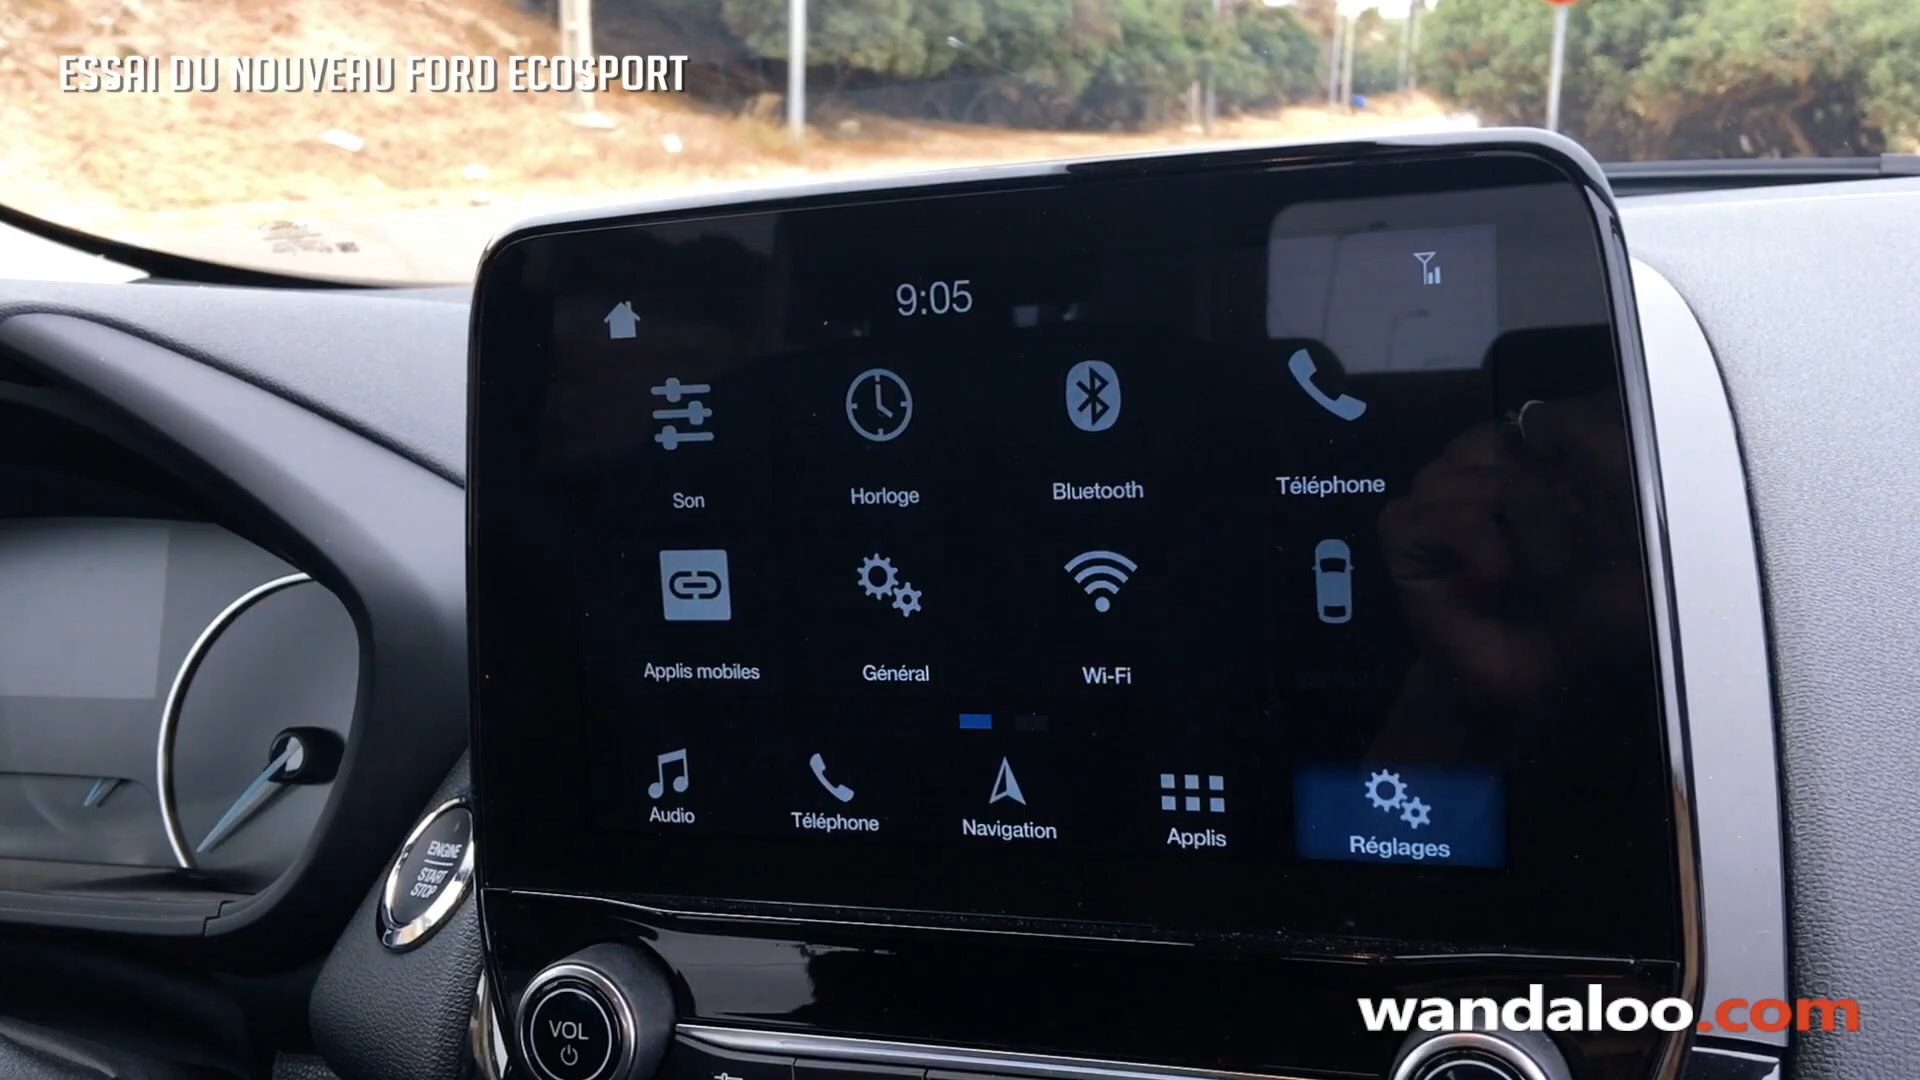 ESSAI DU NOUVEAU FORD ECOSPORT
9:05
Son
Horloge
Bluetooth
Téléphone
Applis mobiles
Général
Wi-Fi
Audio
Téléphone
Navigation
Applis
Réglages
ENGINE
START
STOP
VOL
wandaloo.com